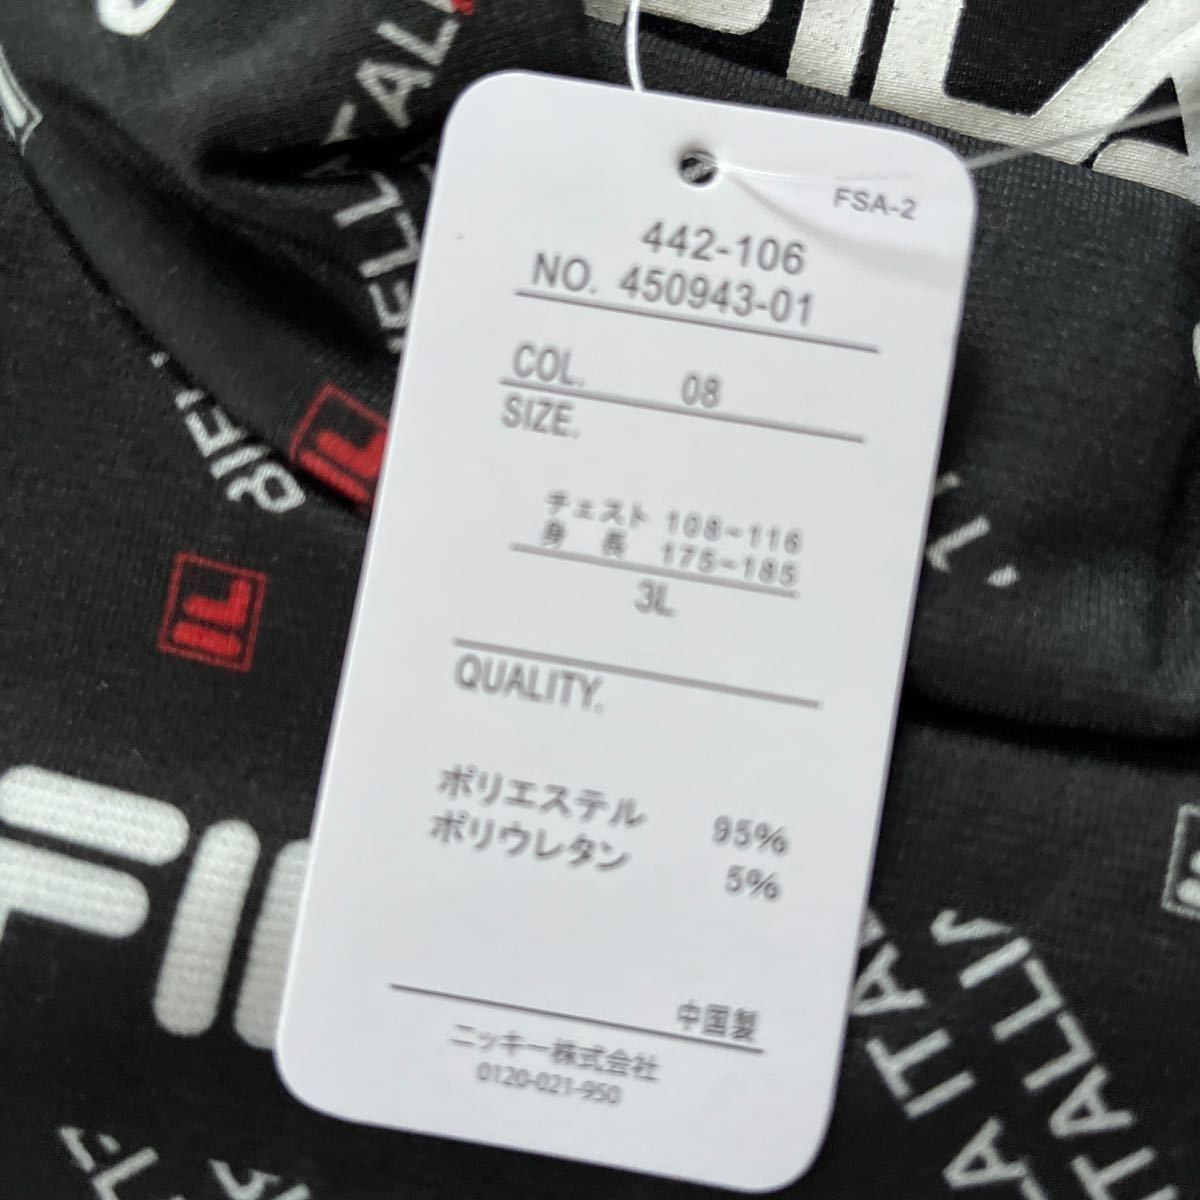 FSA-2
442-106
NO. 450943-01
COL. 08
SIZE.
チェスト 108~116
身 長 175~185
3L
QUALITY.
ポリエステル 95%
ポリウレタン 5%
中国製
ニッキー株式会社
0120-021-950